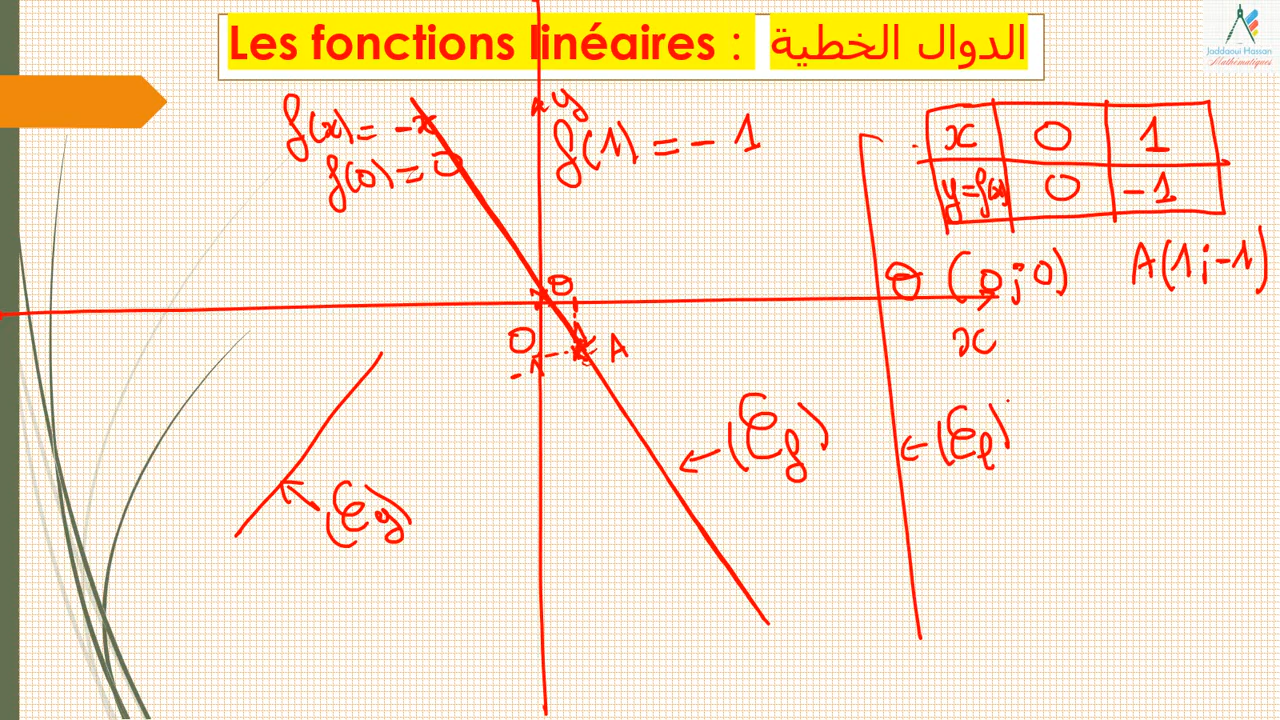 Les fonctions linéaires : الدوال الخطية
Jaddaoui Hassan
Mathématiques
f(x) = -x
f(0) = 0
y
f(1) = -1
x 0 1
y=f(x) 0 -1
O (0;0) A(1;-1)
O 1
O
-1 A
x
(Cf)
(Cf)
(Cg)